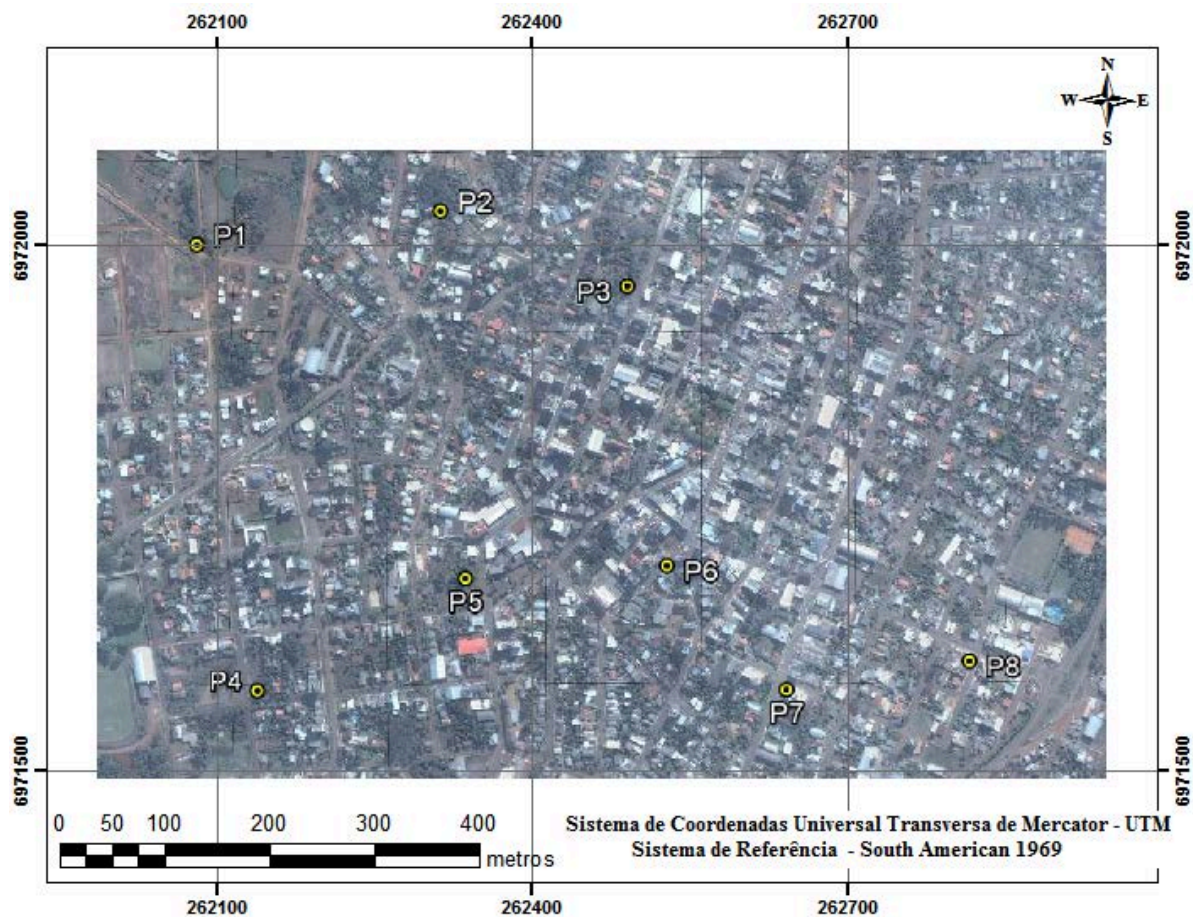 262100 262400 262700
N
W E
S
P2
P1
6972000 6972000
P3
P6
P5
P8
P4
P7
6971500 6971500
0 50 100 200 300 400
metros
Sistema de Coordenadas Universal Transversa de Mercator - UTM
Sistema de Referência - South American 1969
262100 262400 262700